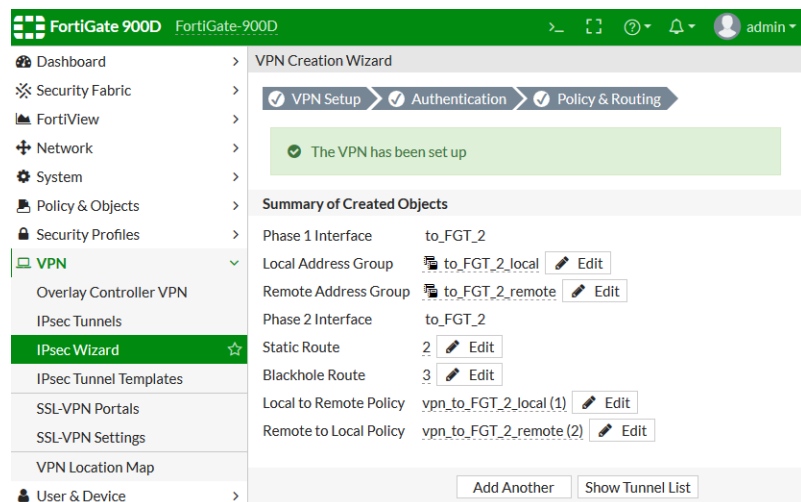 FortiGate 900D FortiGate-900D >_ admin
Dashboard
Security Fabric
FortiView
Network
System
Policy & Objects
Security Profiles
VPN
Overlay Controller VPN
IPsec Tunnels
IPsec Wizard
IPsec Tunnel Templates
SSL-VPN Portals
SSL-VPN Settings
VPN Location Map
User & Device
VPN Creation Wizard
VPN Setup Authentication Policy & Routing
The VPN has been set up
Summary of Created Objects
Phase 1 Interface to_FGT_2
Local Address Group to_FGT_2_local Edit
Remote Address Group to_FGT_2_remote Edit
Phase 2 Interface to_FGT_2
Static Route 2 Edit
Blackhole Route 3 Edit
Local to Remote Policy vpn_to_FGT_2_local (1) Edit
Remote to Local Policy vpn_to_FGT_2_remote (2) Edit
Add Another Show Tunnel List